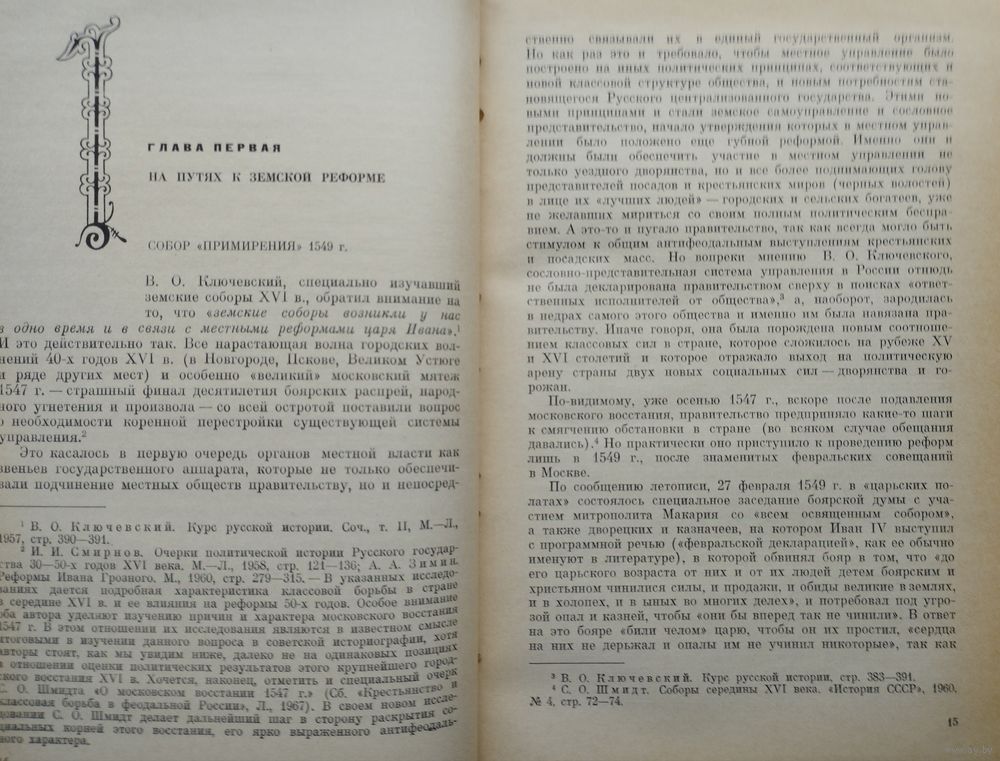 ГЛАВА ПЕРВАЯ
НА ПУТЯХ К ЗЕМСКОЙ РЕФОРМЕ
СОБОР «ПРИМИРЕНИЯ» 1549 г.
В. О. Ключевский, специально изучавший
земские соборы XVI в., обратил внимание на
то, что «земские соборы возникли у нас
в одно время и в связи с местными реформами царя Ивана».¹
И это действительно так. Все нарастающая волна городских вол-
нений 40-х годов XVI в. (в Новгороде, Пскове, Великом Устюге
и ряде других мест) и особенно «великий» московский мятеж
1547 г. — страшный финал десятилетия боярских распрей, народ-
ного угнетения и произвола — со всей остротой поставили вопрос
о необходимости коренной перестройки существующей системы
управления.²
Это касалось в первую очередь органов местной власти как
звеньев государственного аппарата, которые не только обеспечи-
вали подчинение местных обществ правительству, но и непосред-
¹ В. О. Ключевский. Курс русской истории. Соч., т. II, М.—Л.,
1957, стр. 390—391.
² И. И. Смирнов. Очерки политической истории Русского государ-
ства 30—50-х годов XVI века. М.—Л., 1958, стр. 121—136; А. А. Зимин.
Реформы Ивана Грозного. М., 1960, стр. 279—315. — В указанных исследо-
ваниях дается подробная характеристика классовой борьбы в стране
в середине XVI в. и ее влияния на реформы 50-х годов. Особое внимание
оба автора уделяют изучению причин и характера московского восстания
1547 г. В этом отношении их исследования являются в известном смысле
итоговыми в изучении данного вопроса в советской историографии, хотя
авторы стоят, как мы увидим ниже, далеко не на одинаковых позициях
в отношении оценки политических результатов этого крупнейшего город-
ского восстания XVI в. Хочется, наконец, отметить и специальный очерк
С. О. Шмидта «О московском восстании 1547 г.» (Сб. «Крестьянство и
классовая борьба в феодальной России», Л., 1967). В своем новом иссле-
довании С. О. Шмидт делает дальнейший шаг в сторону раскрытия со-
циальных корней этого восстания, его ярко выраженного антифеодаль-
ного характера.
ственно связывали их в единый государственный организм.
Но как раз это и требовало, чтобы местное управление было
построено на иных политических принципах, соответствующих и
новой классовой структуре общества, и новым потребностям ста-
новящегося Русского централизованного государства. Этими но-
выми принципами и стали земское самоуправление и сословное
представительство, начало утверждения которых в местном управ-
лении было положено еще губной реформой. Именно они и
должны были обеспечить участие в местном управлении не
только уездного дворянства, но и все более поднимающих голову
представителей посадов и крестьянских миров (черных волостей)
в лице их «лучших людей» — городских и сельских богатеев, уже
не желавших мириться со своим полным политическим беспра-
вием. А это-то и пугало правительство, так как всегда могло быть
стимулом к общим антифеодальным выступлениям крестьянских
и посадских масс. Но вопреки мнению В. О. Ключевского,
сословно-представительная система управления в России отнюдь
не была декларирована правительством сверху в поисках «ответ-
ственных исполнителей от общества»,³ а, наоборот, зародилась
в недрах самого этого общества и именно им была навязана пра-
вительству. Иначе говоря, она была порождена новым соотноше-
нием классовых сил в стране, которое сложилось на рубеже XV
и XVI столетий и которое отражало выход на политическую
арену страны двух новых социальных сил — дворянства и го-
рожан.
По-видимому, уже осенью 1547 г., вскоре после подавления
московского восстания, правительство предприняло какие-то шаги
к смягчению обстановки в стране (во всяком случае обещания
давались).⁴ Но практически оно приступило к проведению реформ
лишь в 1549 г., после знаменитых февральских совещаний
в Москве.
По сообщению летописи, 27 февраля 1549 г. в «царьских по-
латах» состоялось специальное заседание боярской думы с уча-
стием митрополита Макария со «всем освященным собором»,
а также дворецких и казначеев, на котором Иван IV выступил
с программной речью («февральской декларацией», как ее обычно
именуют в литературе), в которой обвинял бояр в том, что «до
его царьского возраста от них и от их людей детем боярским и
христьяном чинилися силы, и продажи, и обиды великие в землях,
и в холопех, и в ыных во многих делех», и потребовал под угро-
зой опал и казней, чтобы «они бы вперед так не чинили». В ответ
на это бояре «били челом» царю, чтобы он их простил, «сердца
на них не держал и опалы им не учинил никоторые», так как
³ В. О. Ключевский. Курс русской истории, стр. 383—391.
⁴ С. О. Шмидт. Соборы середины XVI века. «История СССР», 1960,
№ 4, стр. 72—74.
15